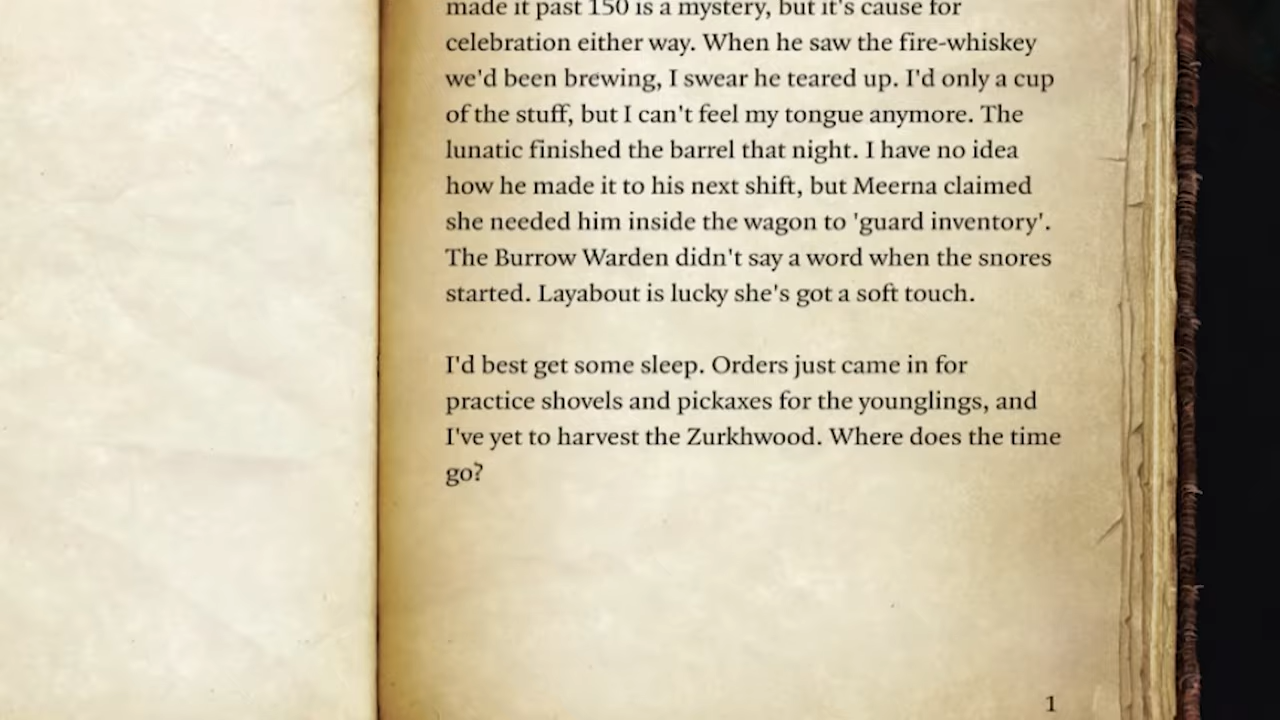 made it past 150 is a mystery, but it's cause for
celebration either way. When he saw the fire-whiskey
we'd been brewing, I swear he teared up. I'd only a cup
of the stuff, but I can't feel my tongue anymore. The
lunatic finished the barrel that night. I have no idea
how he made it to his next shift, but Meerna claimed
she needed him inside the wagon to 'guard inventory'.
The Burrow Warden didn't say a word when the snores
started. Layabout is lucky she's got a soft touch.
I'd best get some sleep. Orders just came in for
practice shovels and pickaxes for the younglings, and
I've yet to harvest the Zurkhwood. Where does the time
go?
1